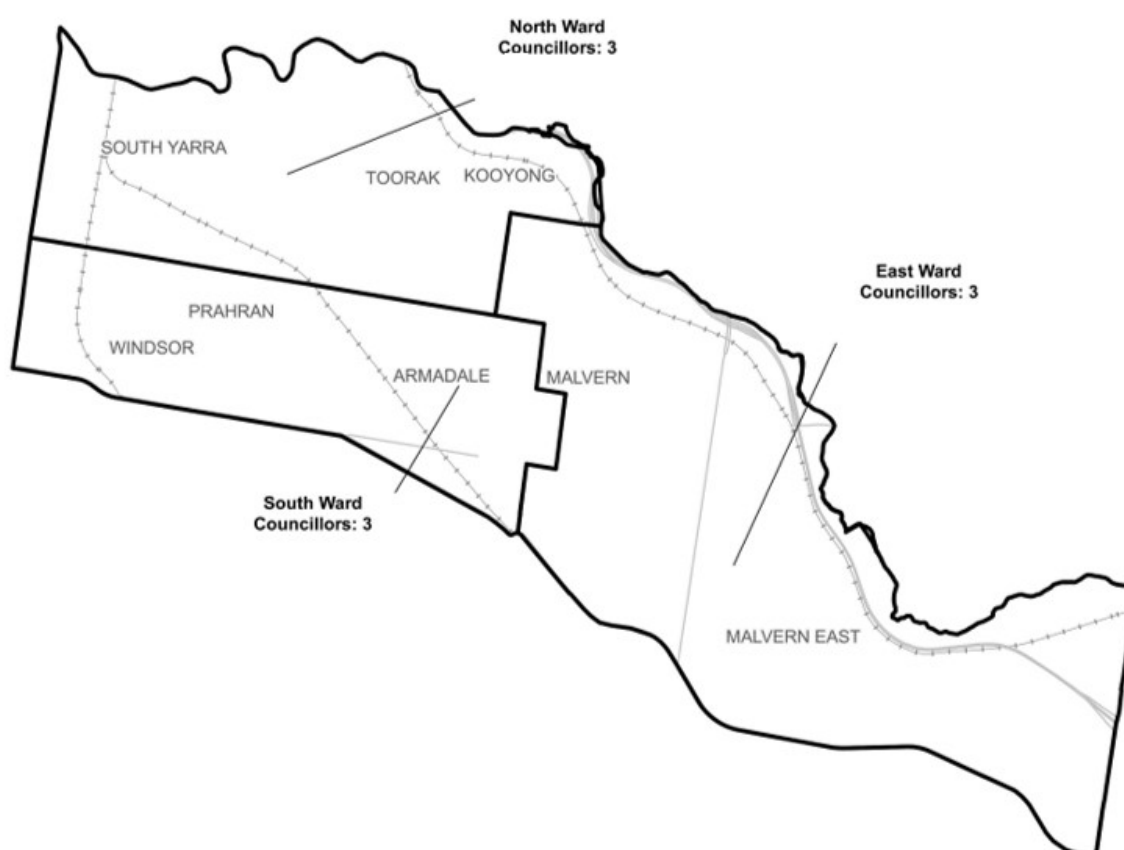 North Ward
Councillors: 3
SOUTH YARRA
TOORAK
KOOYONG
East Ward
Councillors: 3
PRAHRAN
WINDSOR
ARMADALE
MALVERN
South Ward
Councillors: 3
MALVERN EAST